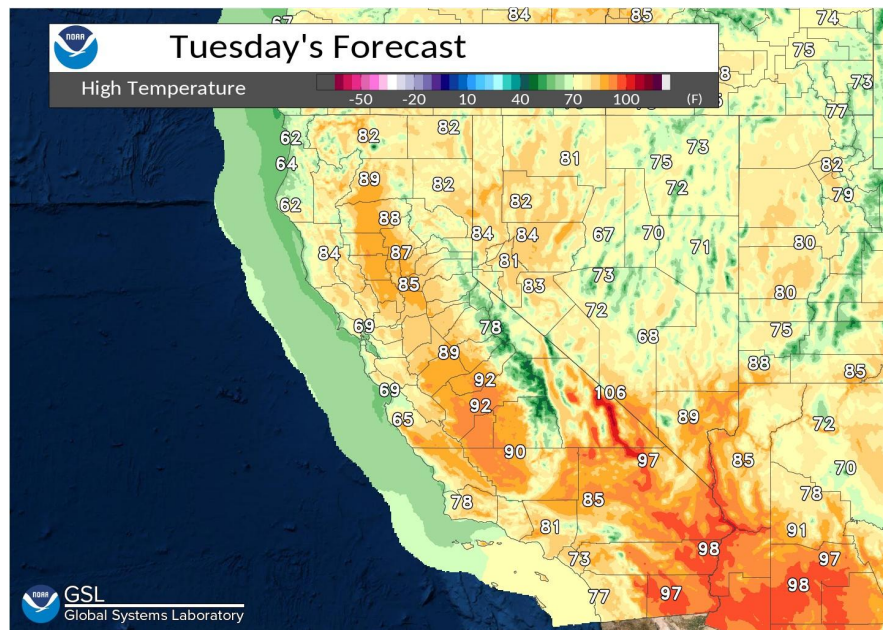 NOAA
Tuesday's Forecast
High Temperature
-50 -20 10 40 70 100 (F)
67 84 85 74
75
73
77
62 82 82
64 81 75 73 82
89 82 72 79
62 88 82
84 87 84 84 67 70 71 80
81
85 83 73 80
72
69 78 68 75
89 88 85
92 106
69 92 89 72
65
90 97 85 70
78 85 78
81 91
73 98 97
77 97 98
NOAA
GSL
Global Systems Laboratory